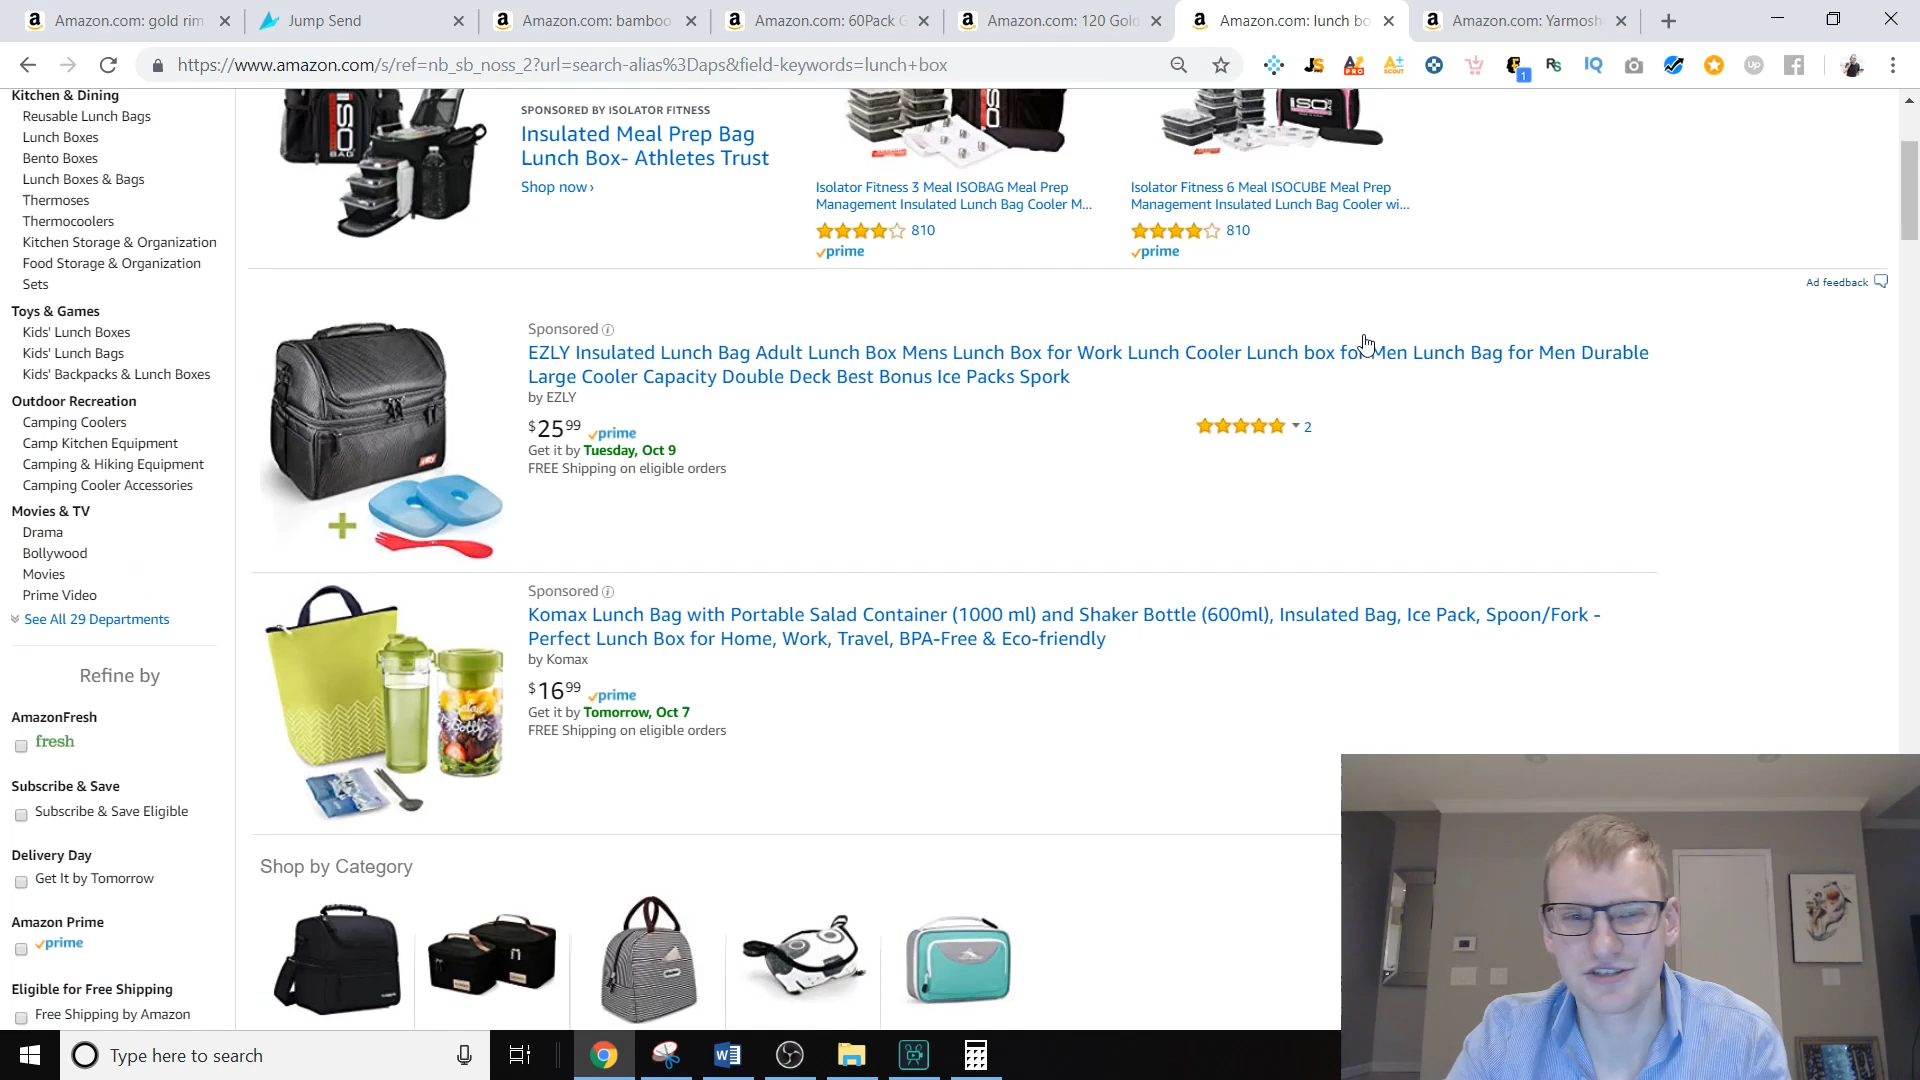 Amazon.com: gold rim
Jump Send
Amazon.com: bamboo
Amazon.com: 60Pack G
Amazon.com: 120 Gold
Amazon.com: lunch bo
Amazon.com: Yarmosh
https://www.amazon.com/s/ref=nb_sb_noss_2?url=search-alias%3Daps&field-keywords=lunch+box
Kitchen & Dining
Reusable Lunch Bags
Lunch Boxes
Bento Boxes
Lunch Boxes & Bags
Thermoses
Thermocoolers
Kitchen Storage & Organization
Food Storage & Organization
Sets
Toys & Games
Kids' Lunch Boxes
Kids' Lunch Bags
Kids' Backpacks & Lunch Boxes
Outdoor Recreation
Camping Coolers
Camp Kitchen Equipment
Camping & Hiking Equipment
Camping Cooler Accessories
Movies & TV
Drama
Bollywood
Movies
Prime Video
See All 29 Departments
Refine by
AmazonFresh
fresh
Subscribe & Save
Subscribe & Save Eligible
Delivery Day
Get It by Tomorrow
Amazon Prime
prime
Eligible for Free Shipping
Free Shipping by Amazon
SPONSORED BY ISOLATOR FITNESS
Insulated Meal Prep Bag
Lunch Box- Athletes Trust
Shop now›
Isolator Fitness 3 Meal ISOBAG Meal Prep
Management Insulated Lunch Bag Cooler M...
810
prime
Isolator Fitness 6 Meal ISOCUBE Meal Prep
Management Insulated Lunch Bag Cooler wi...
810
prime
Ad feedback
Sponsored
EZLY Insulated Lunch Bag Adult Lunch Box Mens Lunch Box for Work Lunch Cooler Lunch box for Men Lunch Bag for Men Durable
Large Cooler Capacity Double Deck Best Bonus Ice Packs Spork
by EZLY
$25 99 prime
2
Get it by Tuesday, Oct 9
FREE Shipping on eligible orders
Sponsored
Komax Lunch Bag with Portable Salad Container (1000 ml) and Shaker Bottle (600ml), Insulated Bag, Ice Pack, Spoon/Fork -
Perfect Lunch Box for Home, Work, Travel, BPA-Free & Eco-friendly
by Komax
$16 99 prime
Get it by Tomorrow, Oct 7
FREE Shipping on eligible orders
Shop by Category
Type here to search